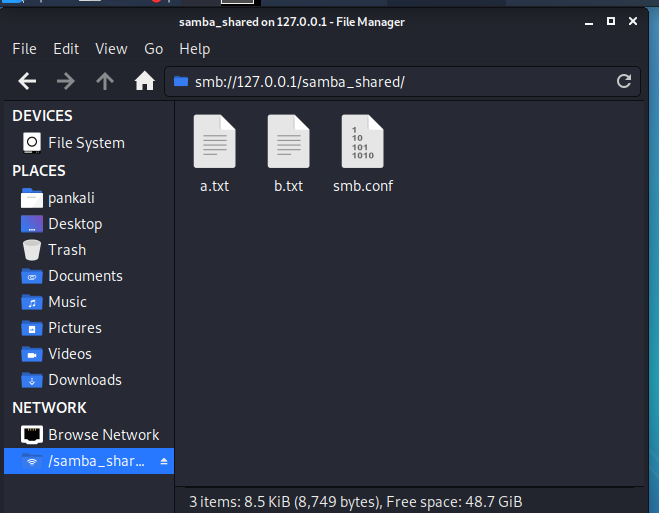 samba_shared on 127.0.0.1 - File Manager
File Edit View Go Help
smb://127.0.0.1/samba_shared/
DEVICES
File System
PLACES
pankali
Desktop
Trash
Documents
Music
Pictures
Videos
Downloads
NETWORK
Browse Network
/samba_shar...
1
10
101
1010
a.txt b.txt smb.conf
3 items: 8.5 KiB (8,749 bytes), Free space: 48.7 GiB